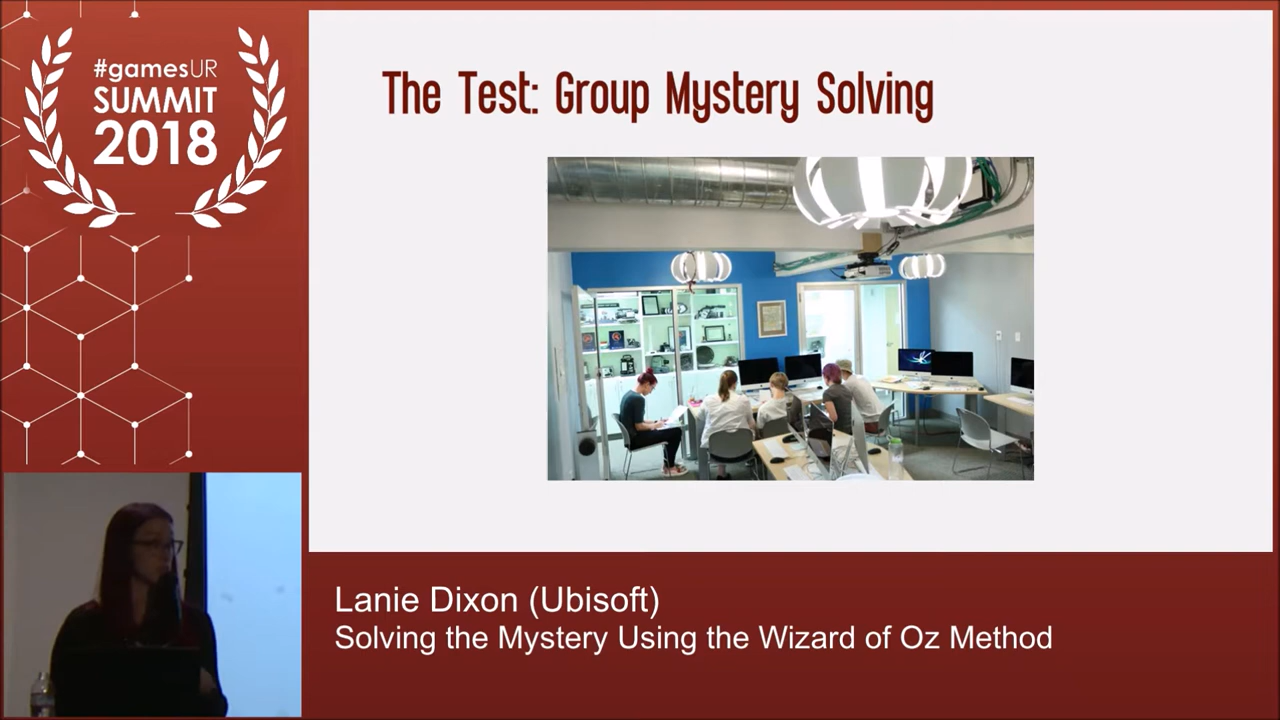 #gamesUR
SUMMIT
2018
The Test: Group Mystery Solving
Lanie Dixon (Ubisoft)
Solving the Mystery Using the Wizard of Oz Method